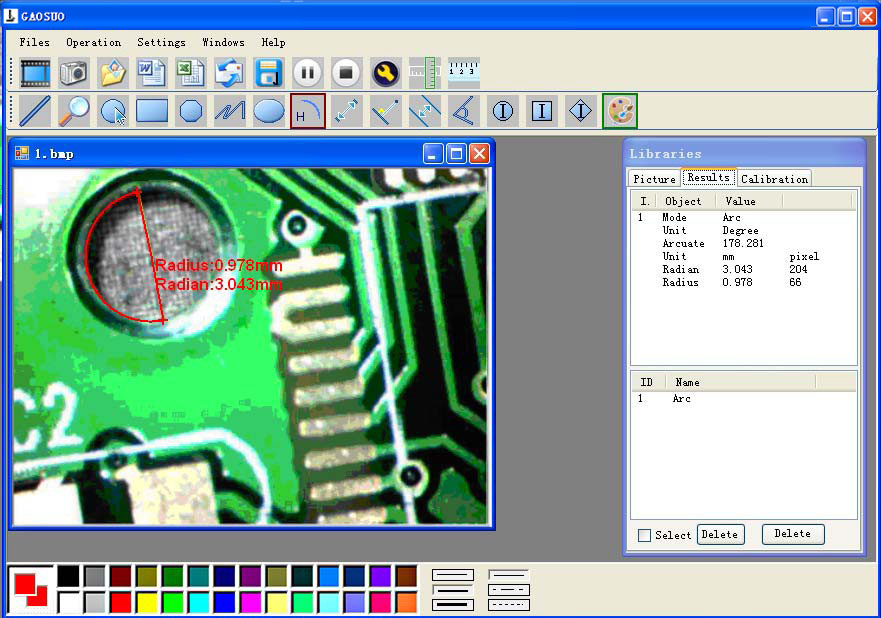 GAOSUO
Files Operation Settings Windows Help
1 2 3
H
I I I
1.bmp
Radius:0.978mm
Radian:3.043mm
C2
Libraries
Picture Results Calibration
I. Object Value
1 Mode Arc
Unit Degree
Arcuate 178.281
Unit mm pixel
Radian 3.043 204
Radius 0.978 66
ID Name
1 Arc
Select Delete Delete